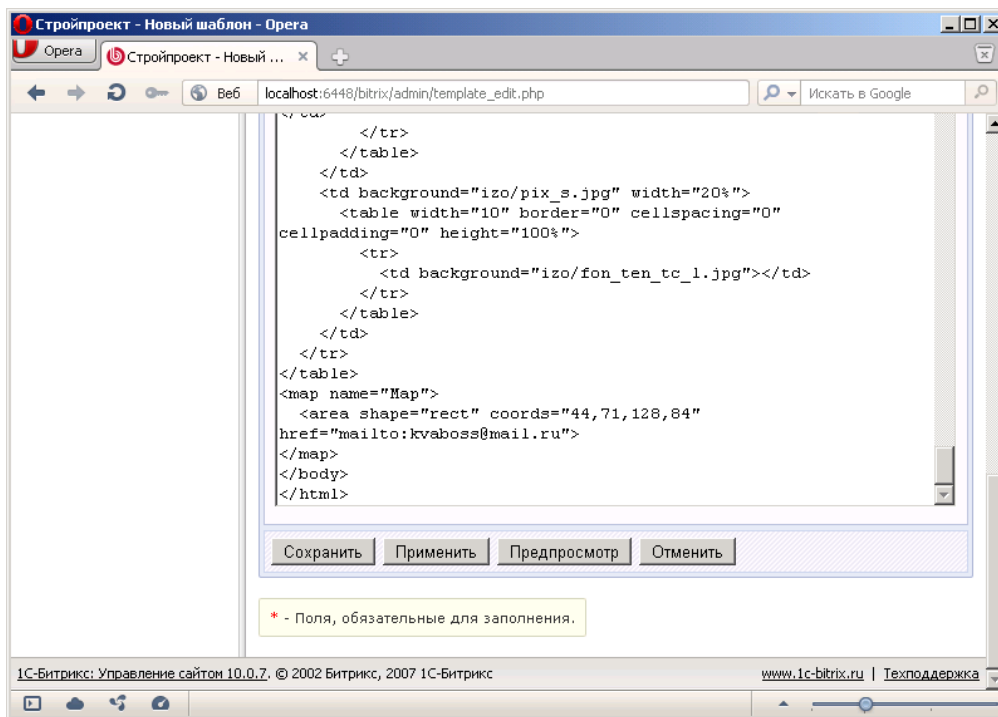 Стройпроект - Новый шаблон - Opera
Opera
Стройпроект - Новый ...
Веб
localhost:6448/bitrix/admin/template_edit.php
Искать в Google
</td>
</tr>
</table>
</td>
<td background="izo/pix_s.jpg" width="20%">
<table width="10" border="0" cellspacing="0"
cellpadding="0" height="100%">
<tr>
<td background="izo/fon_ten_tc_l.jpg"></td>
</tr>
</table>
</td>
</tr>
</table>
<map name="Map">
<area shape="rect" coords="44,71,128,84"
href="mailto:kvaboss@mail.ru">
</map>
</body>
</html>
Сохранить
Применить
Предпросмотр
Отменить
* - Поля, обязательные для заполнения.
1С-Битрикс: Управление сайтом 10.0.7. © 2002 Битрикс, 2007 1С-Битрикс
www.1c-bitrix.ru | Техподдержка